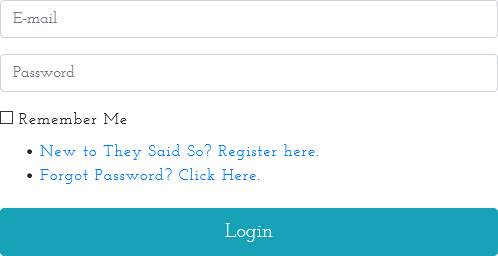 E-mail
Password
Remember Me
New to They Said So? Register here.
Forgot Password? Click Here.
Login